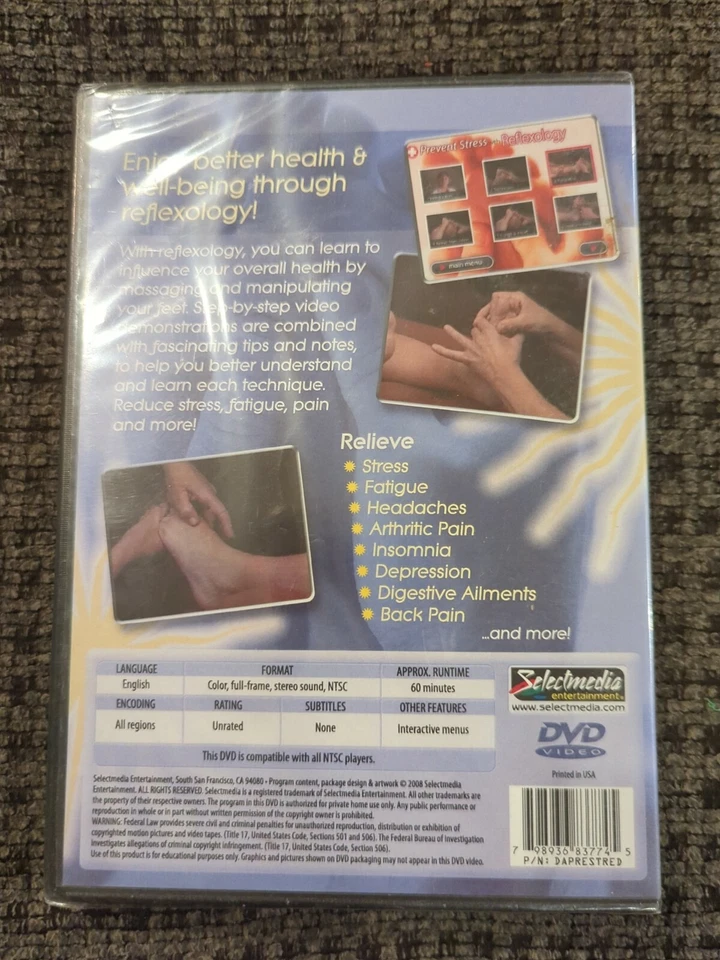 Enjoy better health &
well-being through
reflexology!
With reflexology, you can learn to
influence your overall health by
massaging and manipulating
your feet. Step-by-step video
demonstrations are combined
with fascinating tips and notes,
to help you better understand
and learn each technique.
Reduce stress, fatigue, pain
and more!
Prevent Stress - Reflexology
main menu
Relieve
Stress
Fatigue
Headaches
Arthritic Pain
Insomnia
Depression
Digestive Ailments
Back Pain
...and more!
LANGUAGE FORMAT APPROX. RUNTIME
English Color, full-frame, stereo sound, NTSC 60 minutes
ENCODING RATING SUBTITLES OTHER FEATURES
All regions Unrated None Interactive menus
This DVD is compatible with all NTSC players.
Selectmedia
entertainment™
www.selectmedia.com
DVD
VIDEO
Printed in USA
Selectmedia Entertainment, South San Francisco, CA 94080 • Program content, package design & artwork © 2008 Selectmedia
Entertainment. ALL RIGHTS RESERVED. Selectmedia is a registered trademark of Selectmedia Entertainment. All other trademarks are
the property of their respective owners. The program in this DVD is authorized for private home use only. Any public performance or
reproduction in whole or in part without written permission of the copyright owner is prohibited.
WARNING: Federal Law provides severe civil and criminal penalties for unauthorized reproduction, distribution or exhibition of
copyrighted motion pictures and video tapes. (Title 17, United States Code, Sections 501 and 506). The Federal Bureau of Investigation
investigates allegations of criminal copyright infringement. (Title 17, United States Code, Section 506).
Use of this product is for educational purposes only. Graphics and pictures shown on DVD packaging may not appear in this DVD video.
7 98936 83774 5
P/N: DAPRESTRED